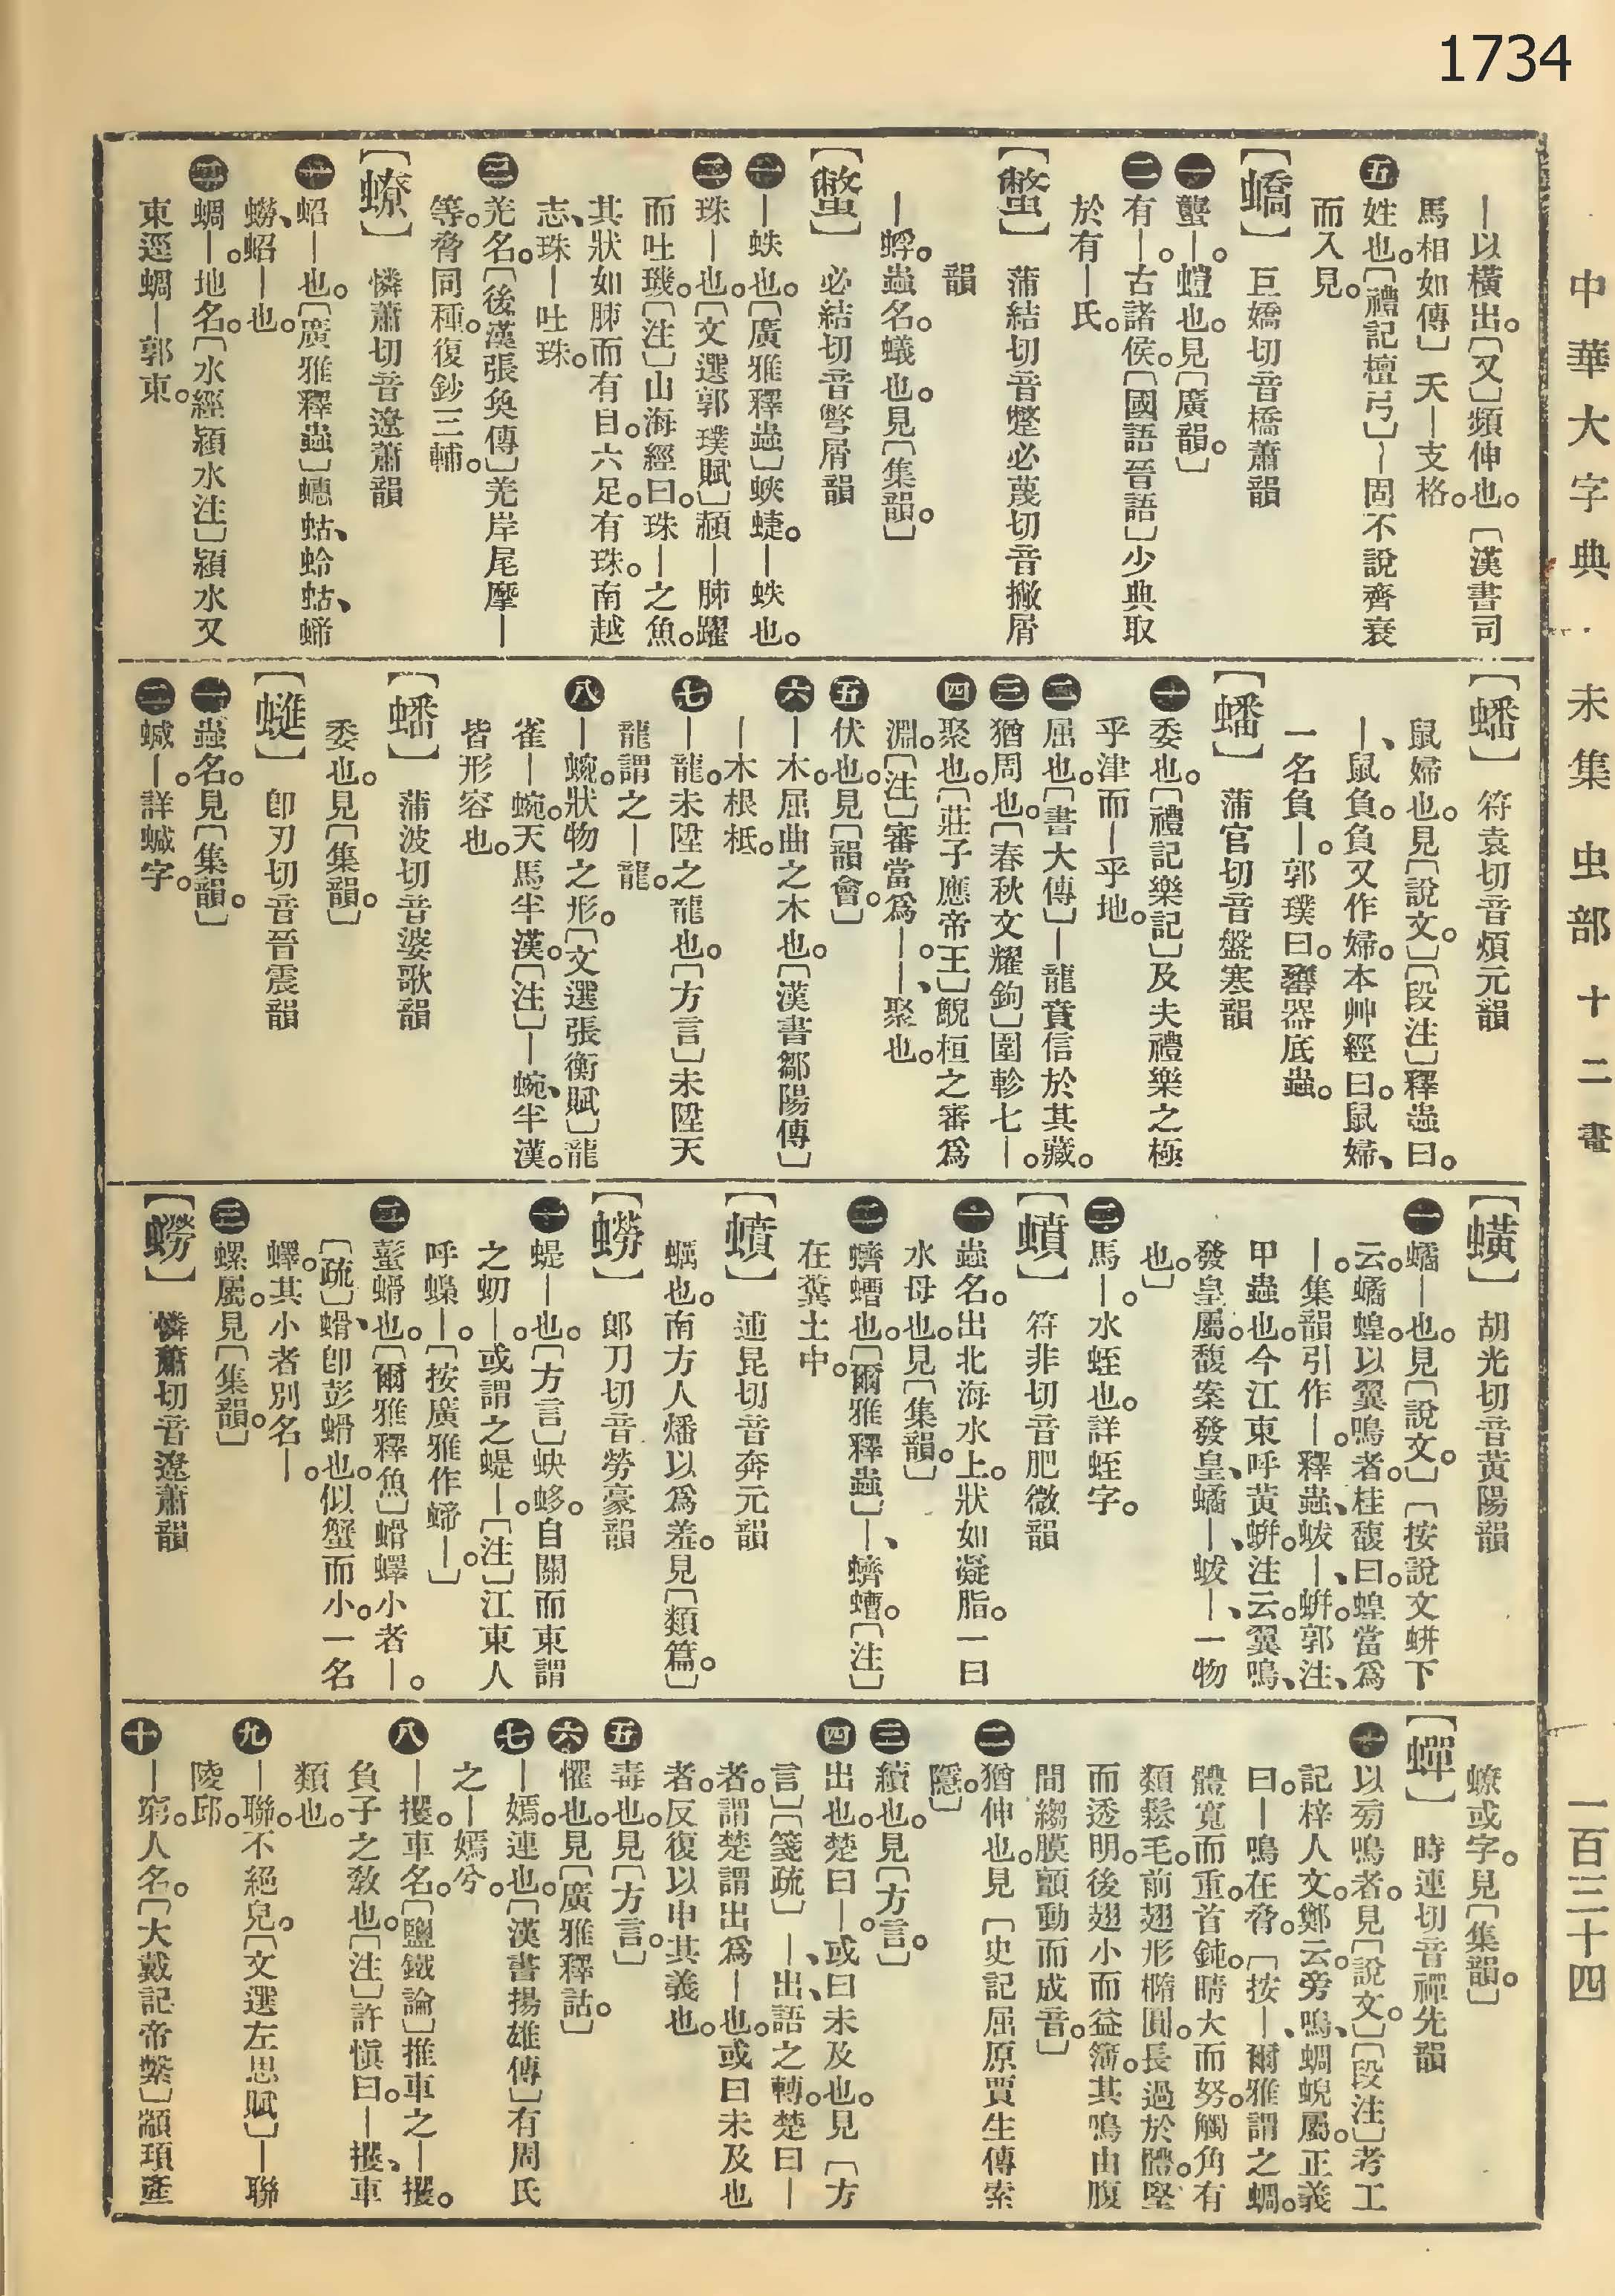 1734
中華大字典 未集 虫部 十二畫 一百三十四
｜以橫出。〔又〕頻伸也。〔漢書司
馬相如傳〕夭｜支格。
五 姓也。〔禮記檀弓〕｜固不說齊衰
而入見。
【蟜】 巨嬌切音橋蕭韻
一 蠪｜。螘也。見〔廣韻。〕
二 有｜。古諸侯。〔國語晉語〕少典取
於有｜氏。
【蟞】 蒲結切音蹩必蔑切音撇屑
韻
｜蜉。蟲名。蟻也。見〔集韻。〕
【蟞】 必結切音彆屑韻
一 ｜蛈也。〔廣雅釋蟲〕蛺蜨。｜蛈也。
二 珠｜也。〔文選郭璞賦〕赬｜胏躍
而吐璣。〔注〕山海經曰。珠｜之魚。
其狀如胏而有目。六足。有珠。南越
志、珠｜吐珠。
三 羌名。〔後漢張奐傳〕羌岸尾摩｜
等。脅同種。復鈔三輔。
【蟟】 憐蕭切音遼蕭韻
一 蛁｜也。〔廣雅釋蟲〕蟪蛄、蛉蛄、蟧
蛁｜也。
二 蜩｜。地名。〔水經潁水注〕潁水又
東逕蜩｜郭東。
【蟠】 符袁切音煩元韻
鼠婦也。見〔說文。〕〔段注〕釋蟲曰。
｜、鼠負。負又作婦。本艸經曰。鼠婦、
一名負｜。郭璞曰。瓮器底蟲。
【蟠】 蒲官切音盤寒韻
一 委也。〔禮記樂記〕及夫禮樂之極
乎津而｜乎地。
二 屈也。〔書大傳〕｜龍賁信於其藏。
三 猶周也。〔春秋文耀鉤〕圍軫七｜。
四 聚也。〔莊子應帝王〕鯢桓之審爲
淵。〔注〕審當爲｜。｜、聚也。
五 伏也。見〔韻會。〕
六 ｜木。屈曲之木也。〔漢書鄒陽傳〕
｜木根柢。
七 ｜龍。未陞之龍也。〔方言〕未陞天
龍謂之｜龍。
八 ｜蜿。狀物之形。〔文選張衡賦〕龍
雀｜蜿。天馬半漢。〔注〕｜蜿、半漢。
皆形容也。
【蟠】 蒲波切音婆歌韻
委也。見〔集韻。〕
【䗯】 卽刃切音晉震韻
一 蟲名。見〔集韻。〕
二 蝛｜。詳蝛字。
【蟥】 胡光切音黃陽韻
一 蟜｜也。見〔說文。〕〔按說文蛢下
云。蟜蝗。以翼鳴者。桂馥曰。蝗當爲
｜。集韻引作｜。釋蟲、蛂｜、蛢。郭注、
甲蟲也。今江東呼黃蛢。注云。翼鳴、
發皇屬。馥案發皇、蟜｜、蛂｜、一物
也。〕
二 馬｜。水蛭也。詳蛭字。
【蟦】 符非切音肥微韻
一 蟲名。出北海水上。狀如凝脂。一曰
水母也。見〔集韻。〕
二 蠐螬也。〔爾雅釋蟲〕｜、蠐螬。〔注〕
在糞土中。
【蟦】 逋昆切音奔元韻
蠣也。南方人燔以爲羞。見〔類篇。〕
【蟧】 郞刀切音勞豪韻
一 蝭｜也。〔方言〕蛥蚗。自關而東謂
之虭｜。或謂之蝭｜。〔注〕江東人
呼蟂｜。〔按廣雅作蟧｜。〕
二 蟚螖也。〔爾雅釋魚〕螖蠌小者｜。
〔疏〕螖、卽彭螖也。似蟹而小。一名
蠌。其小者別名｜。
三 螺屬。見〔集韻。〕
【蟧】 憐蕭切音遼蕭韻
蟟或字。見〔集韻。〕
【蟬】 時連切音禪先韻
一 以旁鳴者。見〔說文。〕〔段注〕考工
記梓人文。鄭云。旁鳴、蜩蜺屬。正義
曰。｜鳴在脅。〔按｜、爾雅謂之蜩。
體寬而重。首鈍。睛大而努。觸角有
類鬆毛。前翅形橢圓。長過於體。堅
而透明。後翅小而益薄。其鳴由腹
間縐膜顫動而成音。〕
二 猶伸也。見〔史記屈原賈生傳索
隱。〕
三 續也。見〔方言。〕
四 出也。楚曰｜。或曰未及也。見〔方
言〕〔箋疏〕｜、出、語之轉。楚曰｜
者。謂楚謂出爲｜也。或曰未及也
者。反復以申其義也。
五 毒也。見〔方言。〕
六 懼也。見〔廣雅釋詁。〕
七 ｜嫣。連也。〔漢書揚雄傳〕有周氏
之｜嫣兮。
八 ｜攫。車名。〔鹽鐵論〕推車之｜攫。
負子之敎也。〔注〕許愼曰。｜攫、車
類也。
九 ｜聯。不絕皃。〔文選左思賦〕｜聯
陵邱。
十 ｜窮。人名。〔大戴記帝繫〕顓頊產